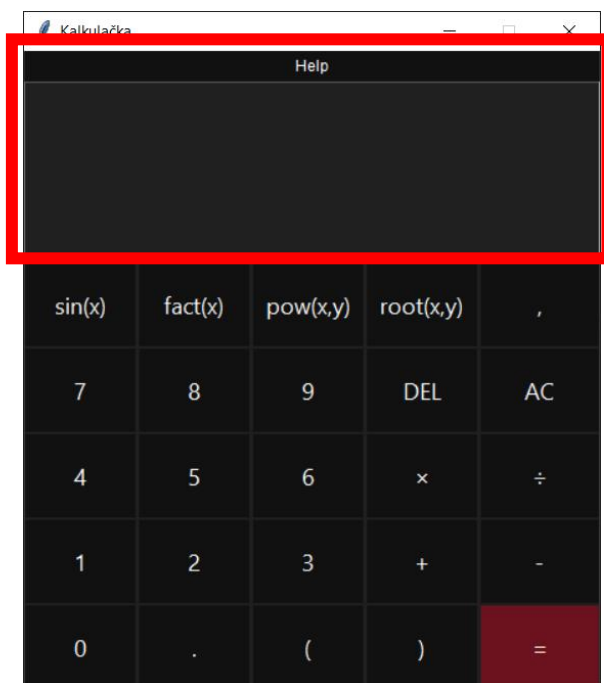 Kalkulačka
Help
sin(x) fact(x) pow(x,y) root(x,y) ,
7 8 9 DEL AC
4 5 6 × ÷
1 2 3 + -
0 . ( ) =